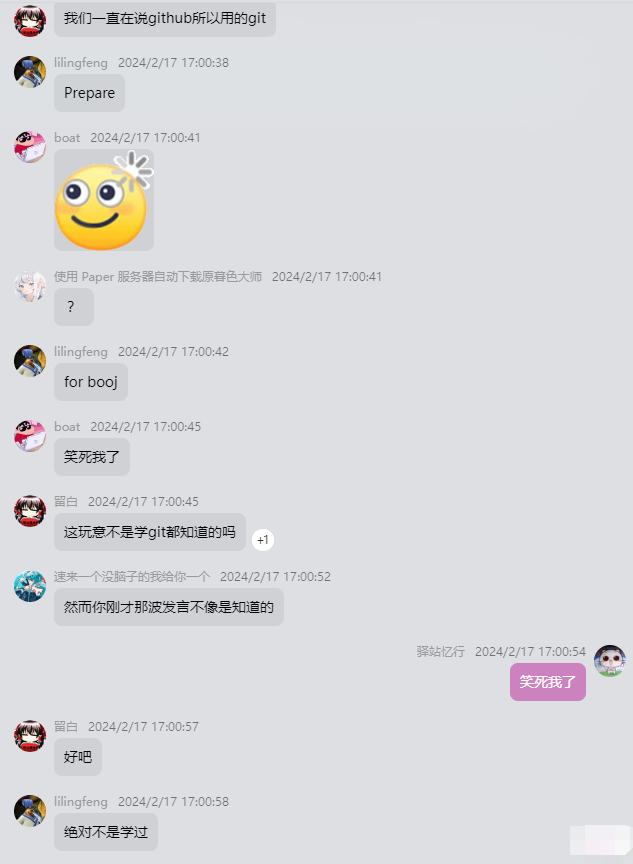 我们一直在说github所以用的git
lilingfeng 2024/2/17 17:00:38
Prepare
boat 2024/2/17 17:00:41
使用 Paper 服务器自动下载原暮色大师 2024/2/17 17:00:41
？
lilingfeng 2024/2/17 17:00:42
for booj
boat 2024/2/17 17:00:45
笑死我了
留白 2024/2/17 17:00:45
这玩意不是学git都知道的吗
+1
速来一个没脑子的我给你一个 2024/2/17 17:00:52
然而你刚才那波发言不像是知道的
驿站忆行 2024/2/17 17:00:54
笑死我了
留白 2024/2/17 17:00:57
好吧
lilingfeng 2024/2/17 17:00:58
绝对不是学过